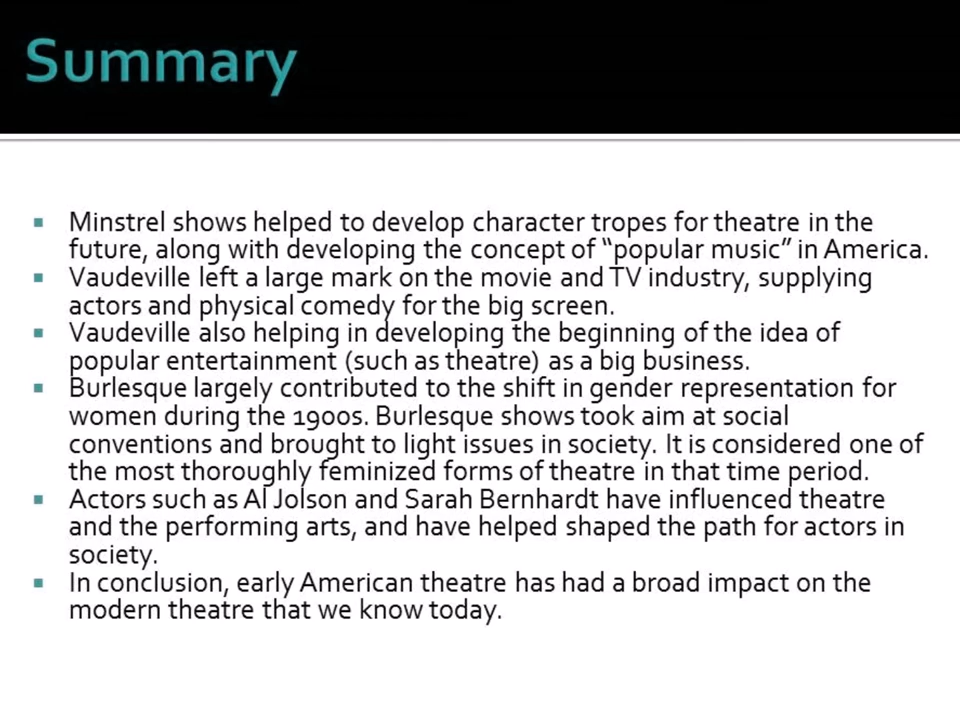 Summary
Minstrel shows helped to develop character tropes for theatre in the
future, along with developing the concept of “popular music” in America.
Vaudeville left a large mark on the movie and TV industry, supplying
actors and physical comedy for the big screen.
Vaudeville also helping in developing the beginning of the idea of
popular entertainment (such as theatre) as a big business.
Burlesque largely contributed to the shift in gender representation for
women during the 1900s. Burlesque shows took aim at social
conventions and brought to light issues in society. It is considered one of
the most thoroughly feminized forms of theatre in that time period.
Actors such as Al Jolson and Sarah Bernhardt have influenced theatre
and the performing arts, and have helped shaped the path for actors in
society.
In conclusion, early American theatre has had a broad impact on the
modern theatre that we know today.